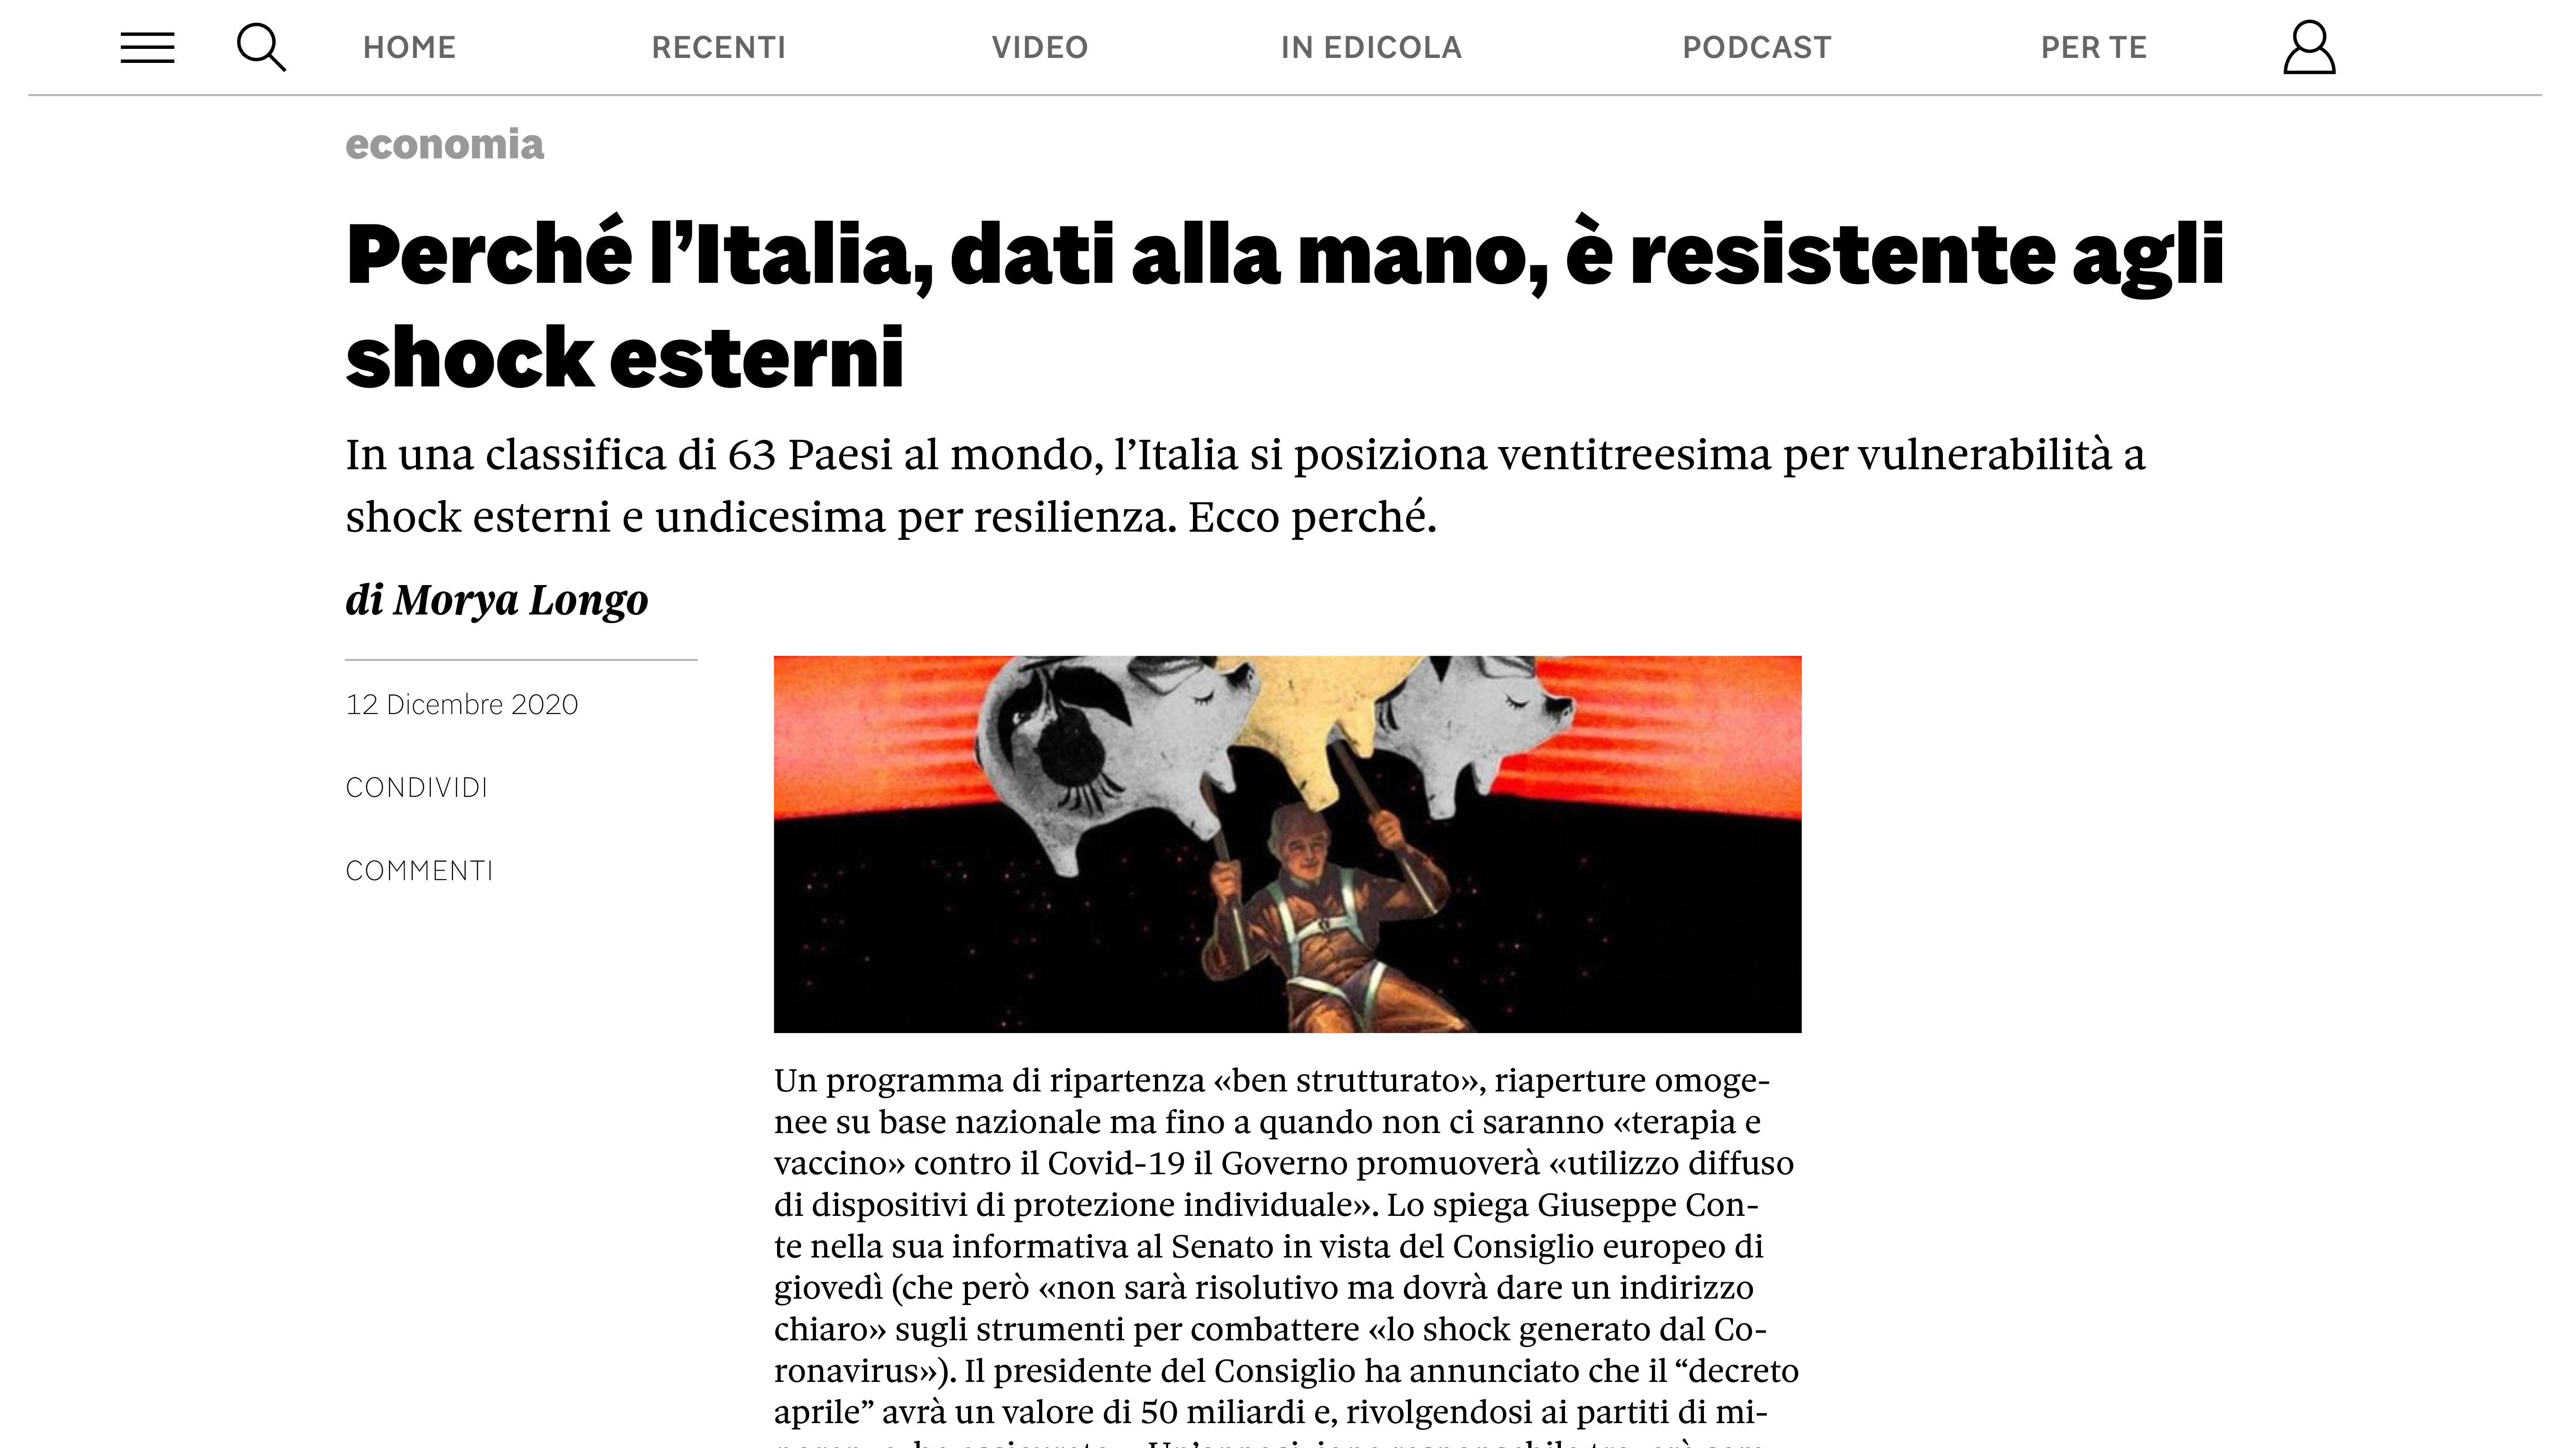 HOME RECENTI VIDEO IN EDICOLA PODCAST PER TE
economia
Perché l’Italia, dati alla mano, è resistente agli
shock esterni
In una classifica di 63 Paesi al mondo, l’Italia si posiziona ventitreesima per vulnerabilità a
shock esterni e undicesima per resilienza. Ecco perché.
di Morya Longo
12 Dicembre 2020
CONDIVIDI
COMMENTI
Un programma di ripartenza «ben strutturato», riaperture omoge-
nee su base nazionale ma fino a quando non ci saranno «terapia e
vaccino» contro il Covid-19 il Governo promuoverà «utilizzo diffuso
di dispositivi di protezione individuale». Lo spiega Giuseppe Con-
te nella sua informativa al Senato in vista del Consiglio europeo di
giovedì (che però «non sarà risolutivo ma dovrà dare un indirizzo
chiaro» sugli strumenti per combattere «lo shock generato dal Co-
ronavirus»). Il presidente del Consiglio ha annunciato che il “decreto
aprile” avrà un valore di 50 miliardi e, rivolgendosi ai partiti di mi-